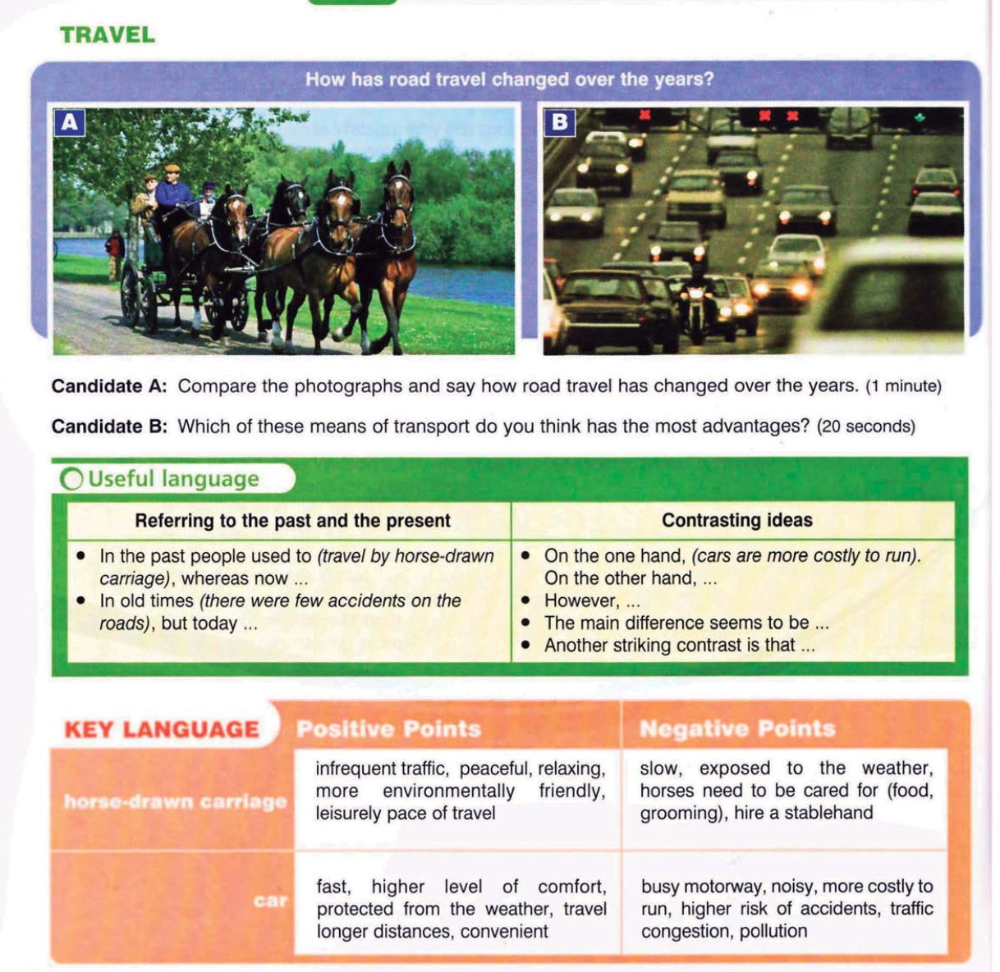 TRAVEL
How has road travel changed over the years?
A
B
Candidate A: Compare the photographs and say how road travel has changed over the years. (1 minute)
Candidate B: Which of these means of transport do you think has the most advantages? (20 seconds)
Useful language
Referring to the past and the present
• In the past people used to (travel by horse-drawn
carriage), whereas now ...
• In old times (there were few accidents on the
roads), but today ...
Contrasting ideas
• On the one hand, (cars are more costly to run).
On the other hand, ...
• However, ...
• The main difference seems to be ...
• Another striking contrast is that ...
KEY LANGUAGE
Positive Points
Negative Points
horse-drawn carriage
infrequent traffic, peaceful, relaxing,
more environmentally friendly,
leisurely pace of travel
slow, exposed to the weather,
horses need to be cared for (food,
grooming), hire a stablehand
car
fast, higher level of comfort,
protected from the weather, travel
longer distances, convenient
busy motorway, noisy, more costly to
run, higher risk of accidents, traffic
congestion, pollution